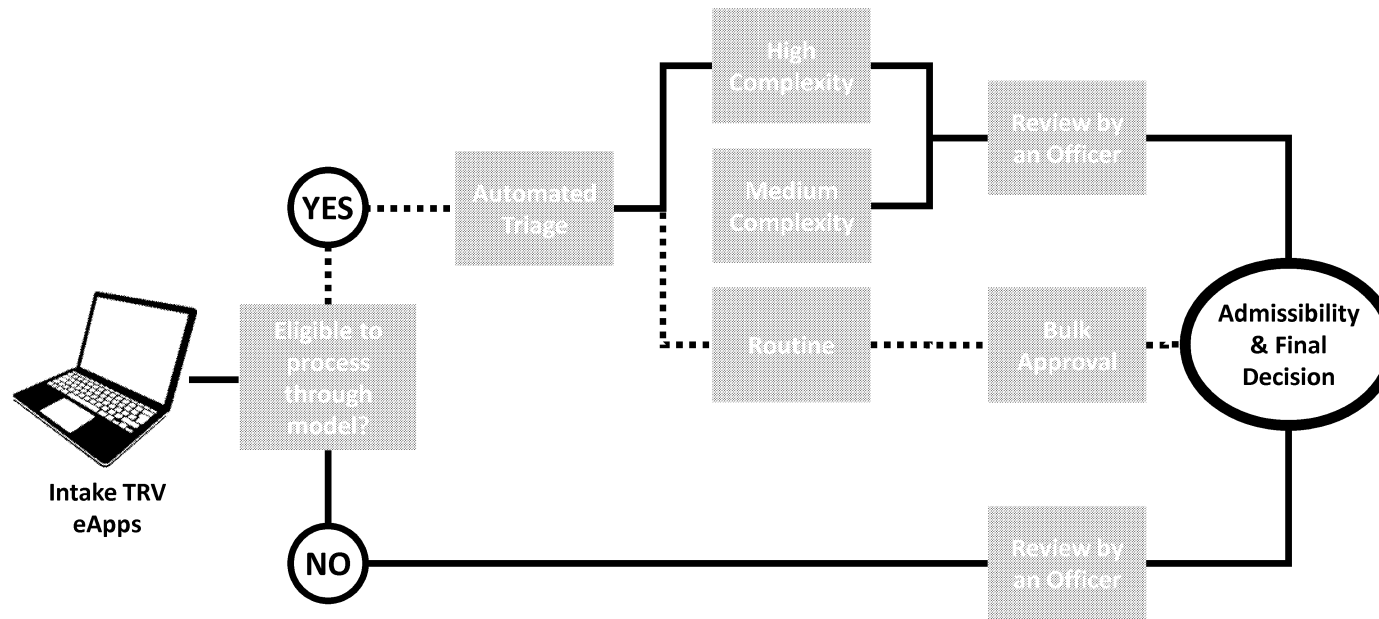 Intake TRV
eApps
Eligible to
process
through
model?
YES
NO
Automated
Triage
High
Complexity
Medium
Complexity
Routine
Review by
an Officer
Bulk
Approval
Review by
an Officer
Admissibility
& Final
Decision